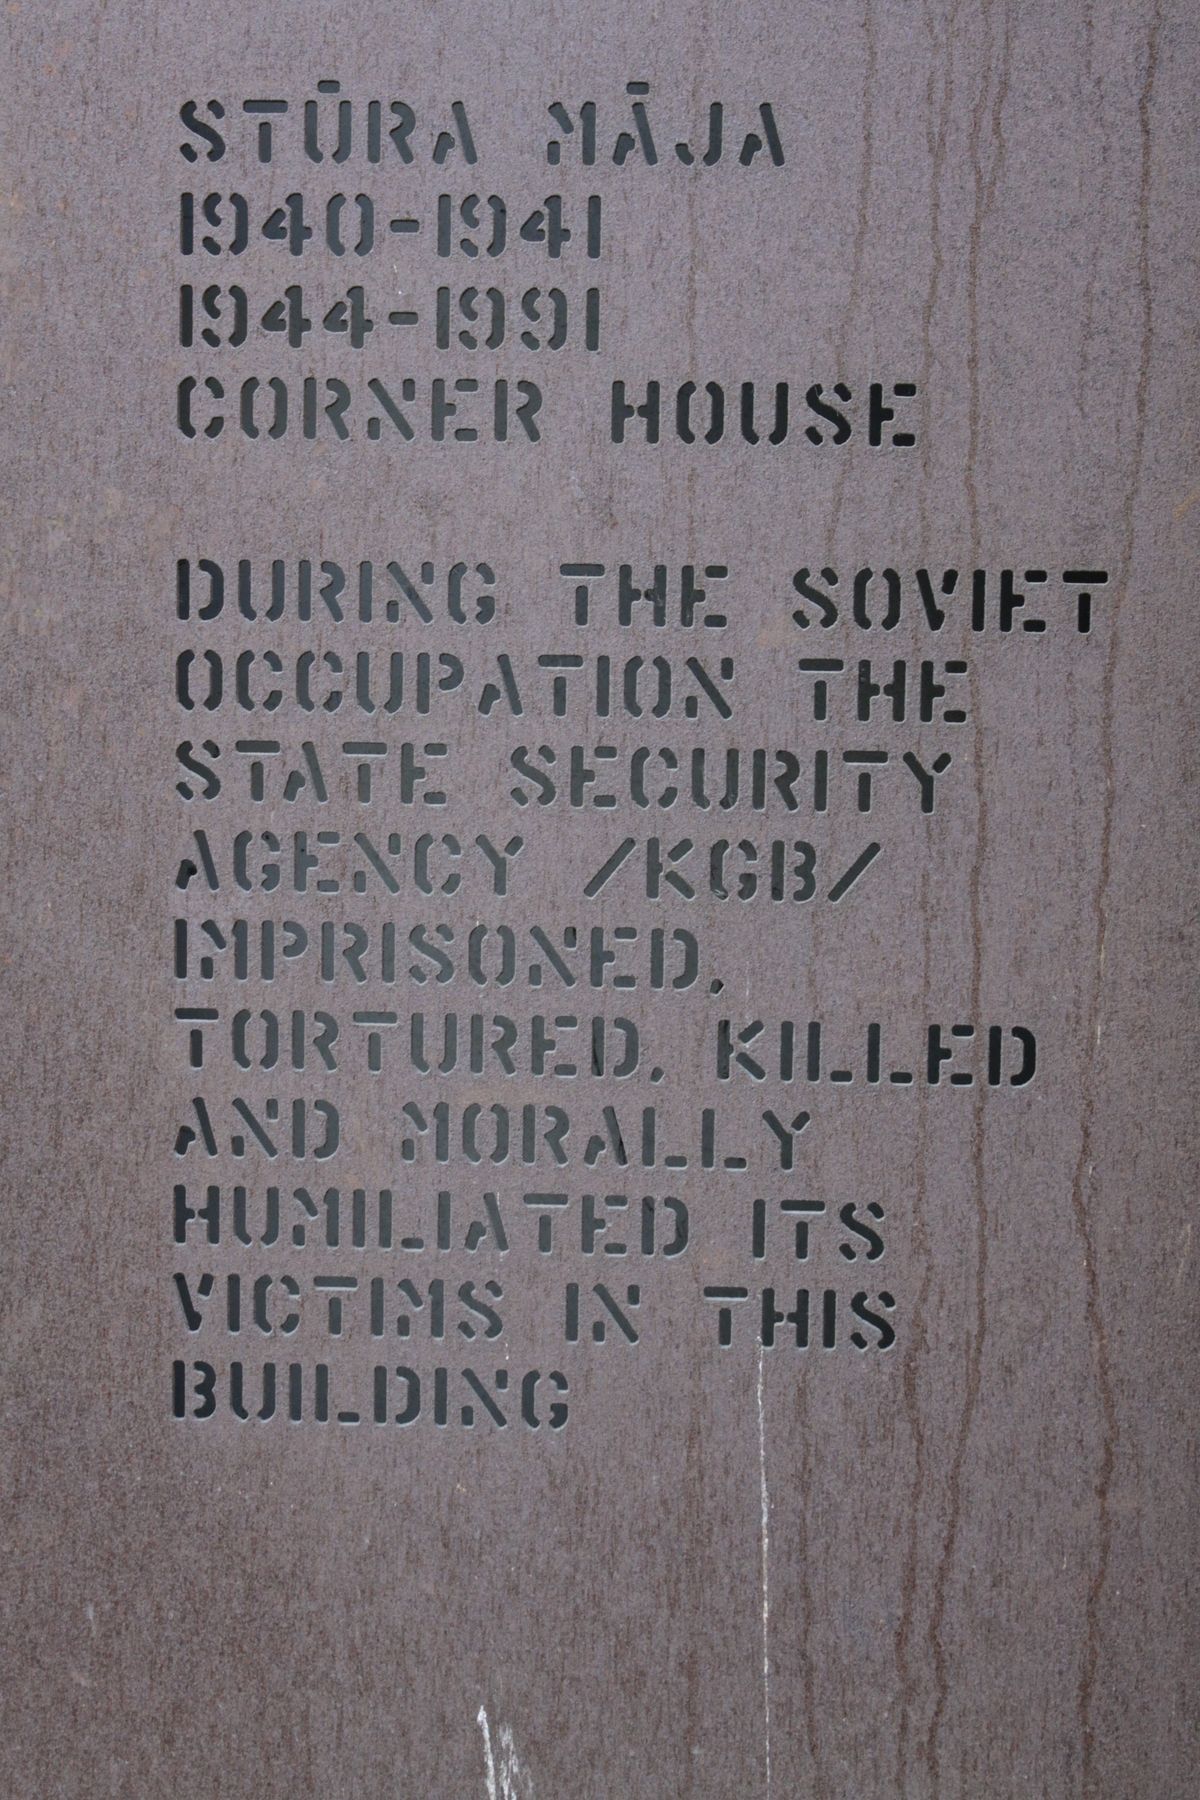 STŪRA MĀJA
1940-1941
1944-1991
CORNER HOUSE
DURING THE SOVIET
OCCUPATION THE
STATE SECURITY
AGENCY /KGB/
IMPRISONED,
TORTURED, KILLED
AND MORALLY
HUMILIATED ITS
VICTIMS IN THIS
BUILDING